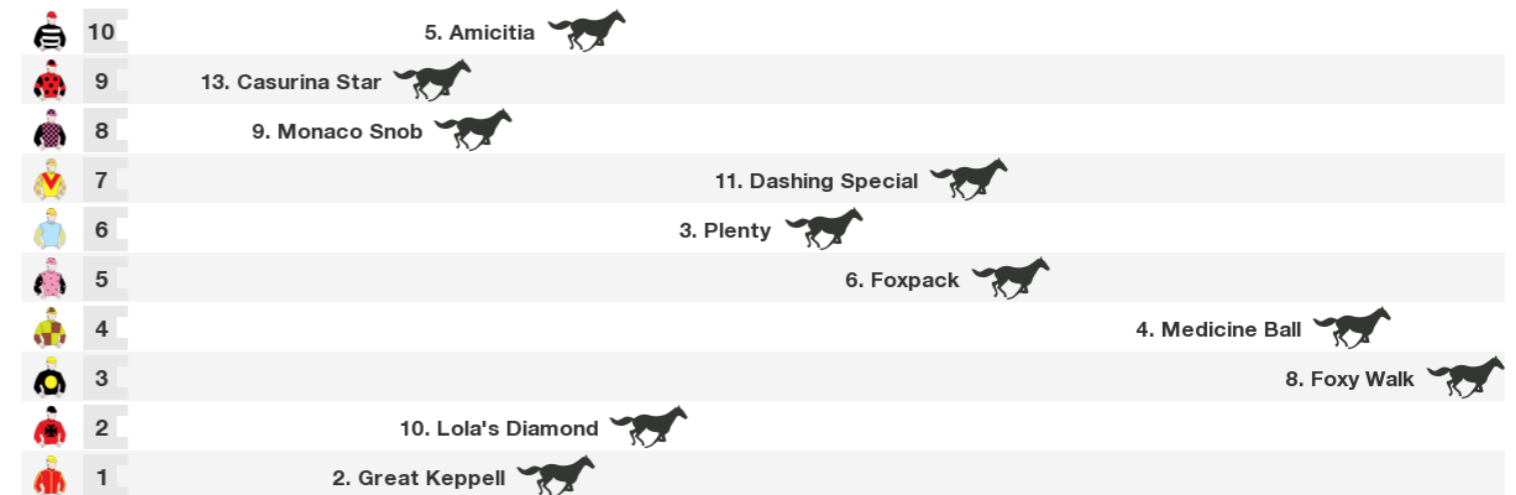 10 5. Amicitia
9 13. Casurina Star
8 9. Monaco Snob
7 11. Dashing Special
6 3. Plenty
5 6. Foxpack
4 4. Medicine Ball
3 8. Foxy Walk
2 10. Lola's Diamond
1 2. Great Keppell